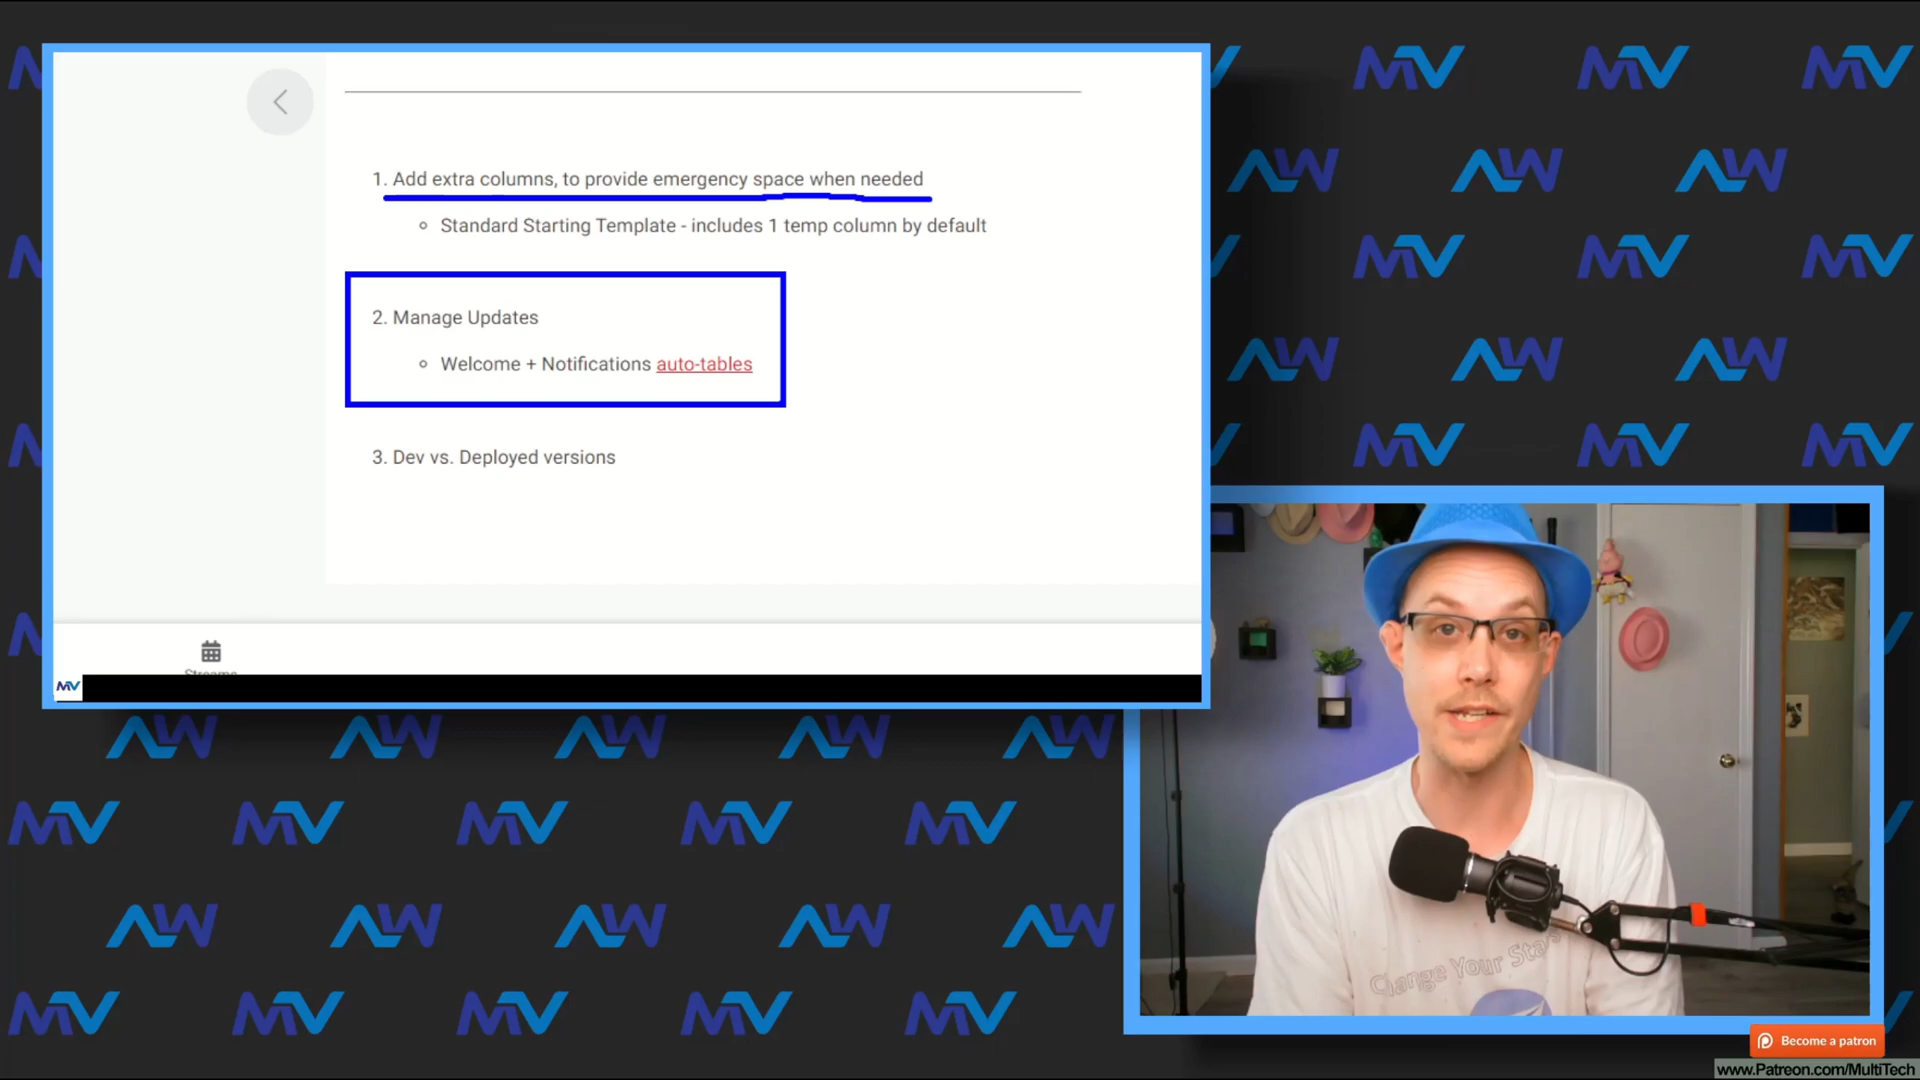 1. Add extra columns, to provide emergency space when needed
Standard Starting Template - includes 1 temp column by default
2. Manage Updates
Welcome + Notifications auto-tables
3. Dev vs. Deployed versions
Change Your Sta
Become a patron
www.Patreon.com/MultiTech